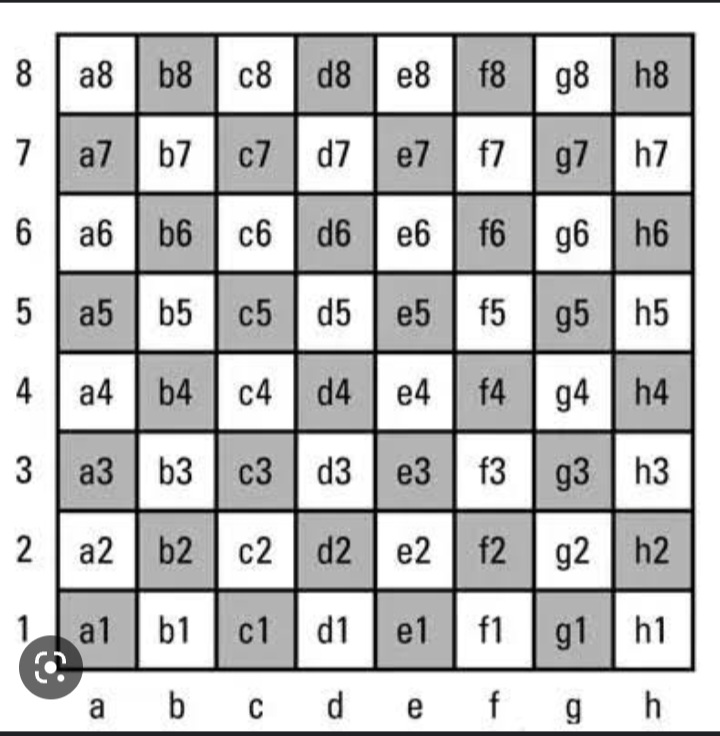 8 a8 b8 c8 d8 e8 f8 g8 h8
7 a7 b7 c7 d7 e7 f7 g7 h7
6 a6 b6 c6 d6 e6 f6 g6 h6
5 a5 b5 c5 d5 e5 f5 g5 h5
4 a4 b4 c4 d4 e4 f4 g4 h4
3 a3 b3 c3 d3 e3 f3 g3 h3
2 a2 b2 c2 d2 e2 f2 g2 h2
1 a1 b1 c1 d1 e1 f1 g1 h1
a b c d e f g h